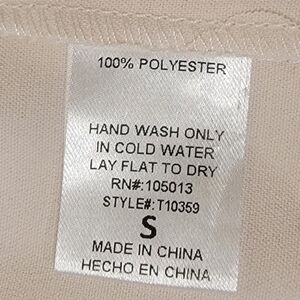 100% POLYESTER
HAND WASH ONLY
IN COLD WATER
LAY FLAT TO DRY
RN#:105013
STYLE#:T10359
S
MADE IN CHINA
HECHO EN CHINA